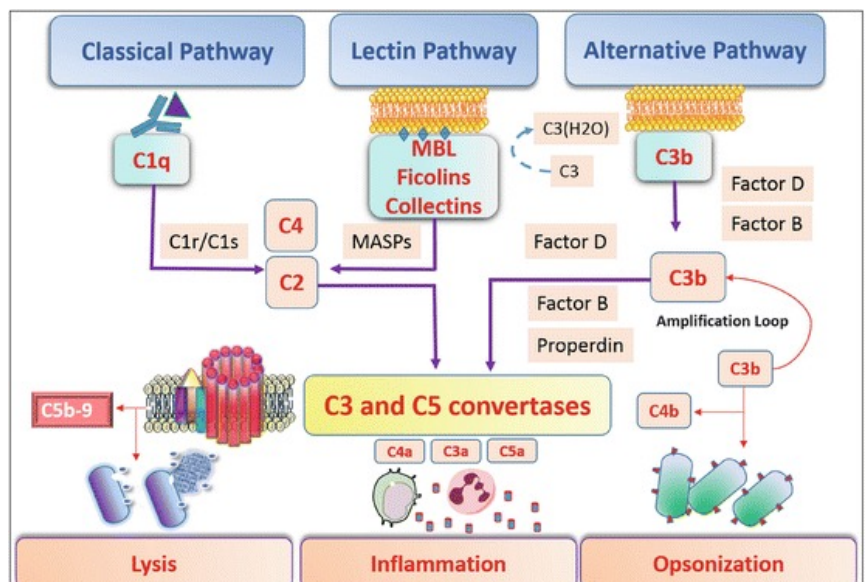 Classical Pathway
Lectin Pathway
Alternative Pathway
C1q
MBL
Ficolins
Collectins
C3(H2O)
C3
C3b
Factor D
Factor B
C1r/C1s
C4
C2
MASPs
Factor D
Factor B
Properdin
C3b
Amplification Loop
C3b
C4b
C5b-9
C3 and C5 convertases
C4a
C3a
C5a
Lysis
Inflammation
Opsonization